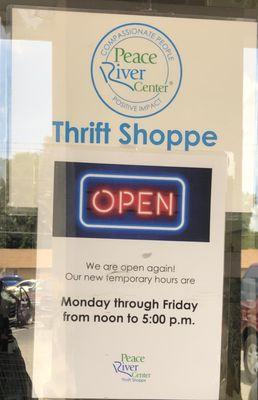 COMPASSIONATE PEOPLE
Peace
River
Center®
POSITIVE IMPACT
Thrift Shoppe
OPEN
We are open again!
Our new temporary hours are
Monday through Friday
from noon to 5:00 p.m.
Peace
River
Center
Thrift Shoppe